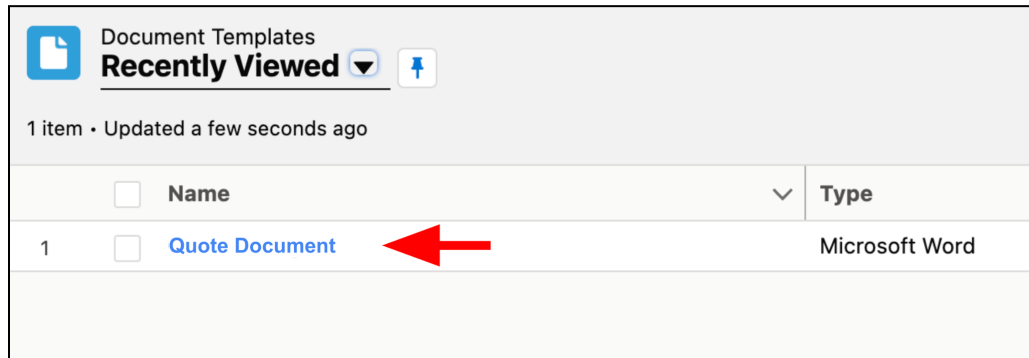 Document Templates
Recently Viewed
1 item • Updated a few seconds ago
Name Type
1 Quote Document Microsoft Word